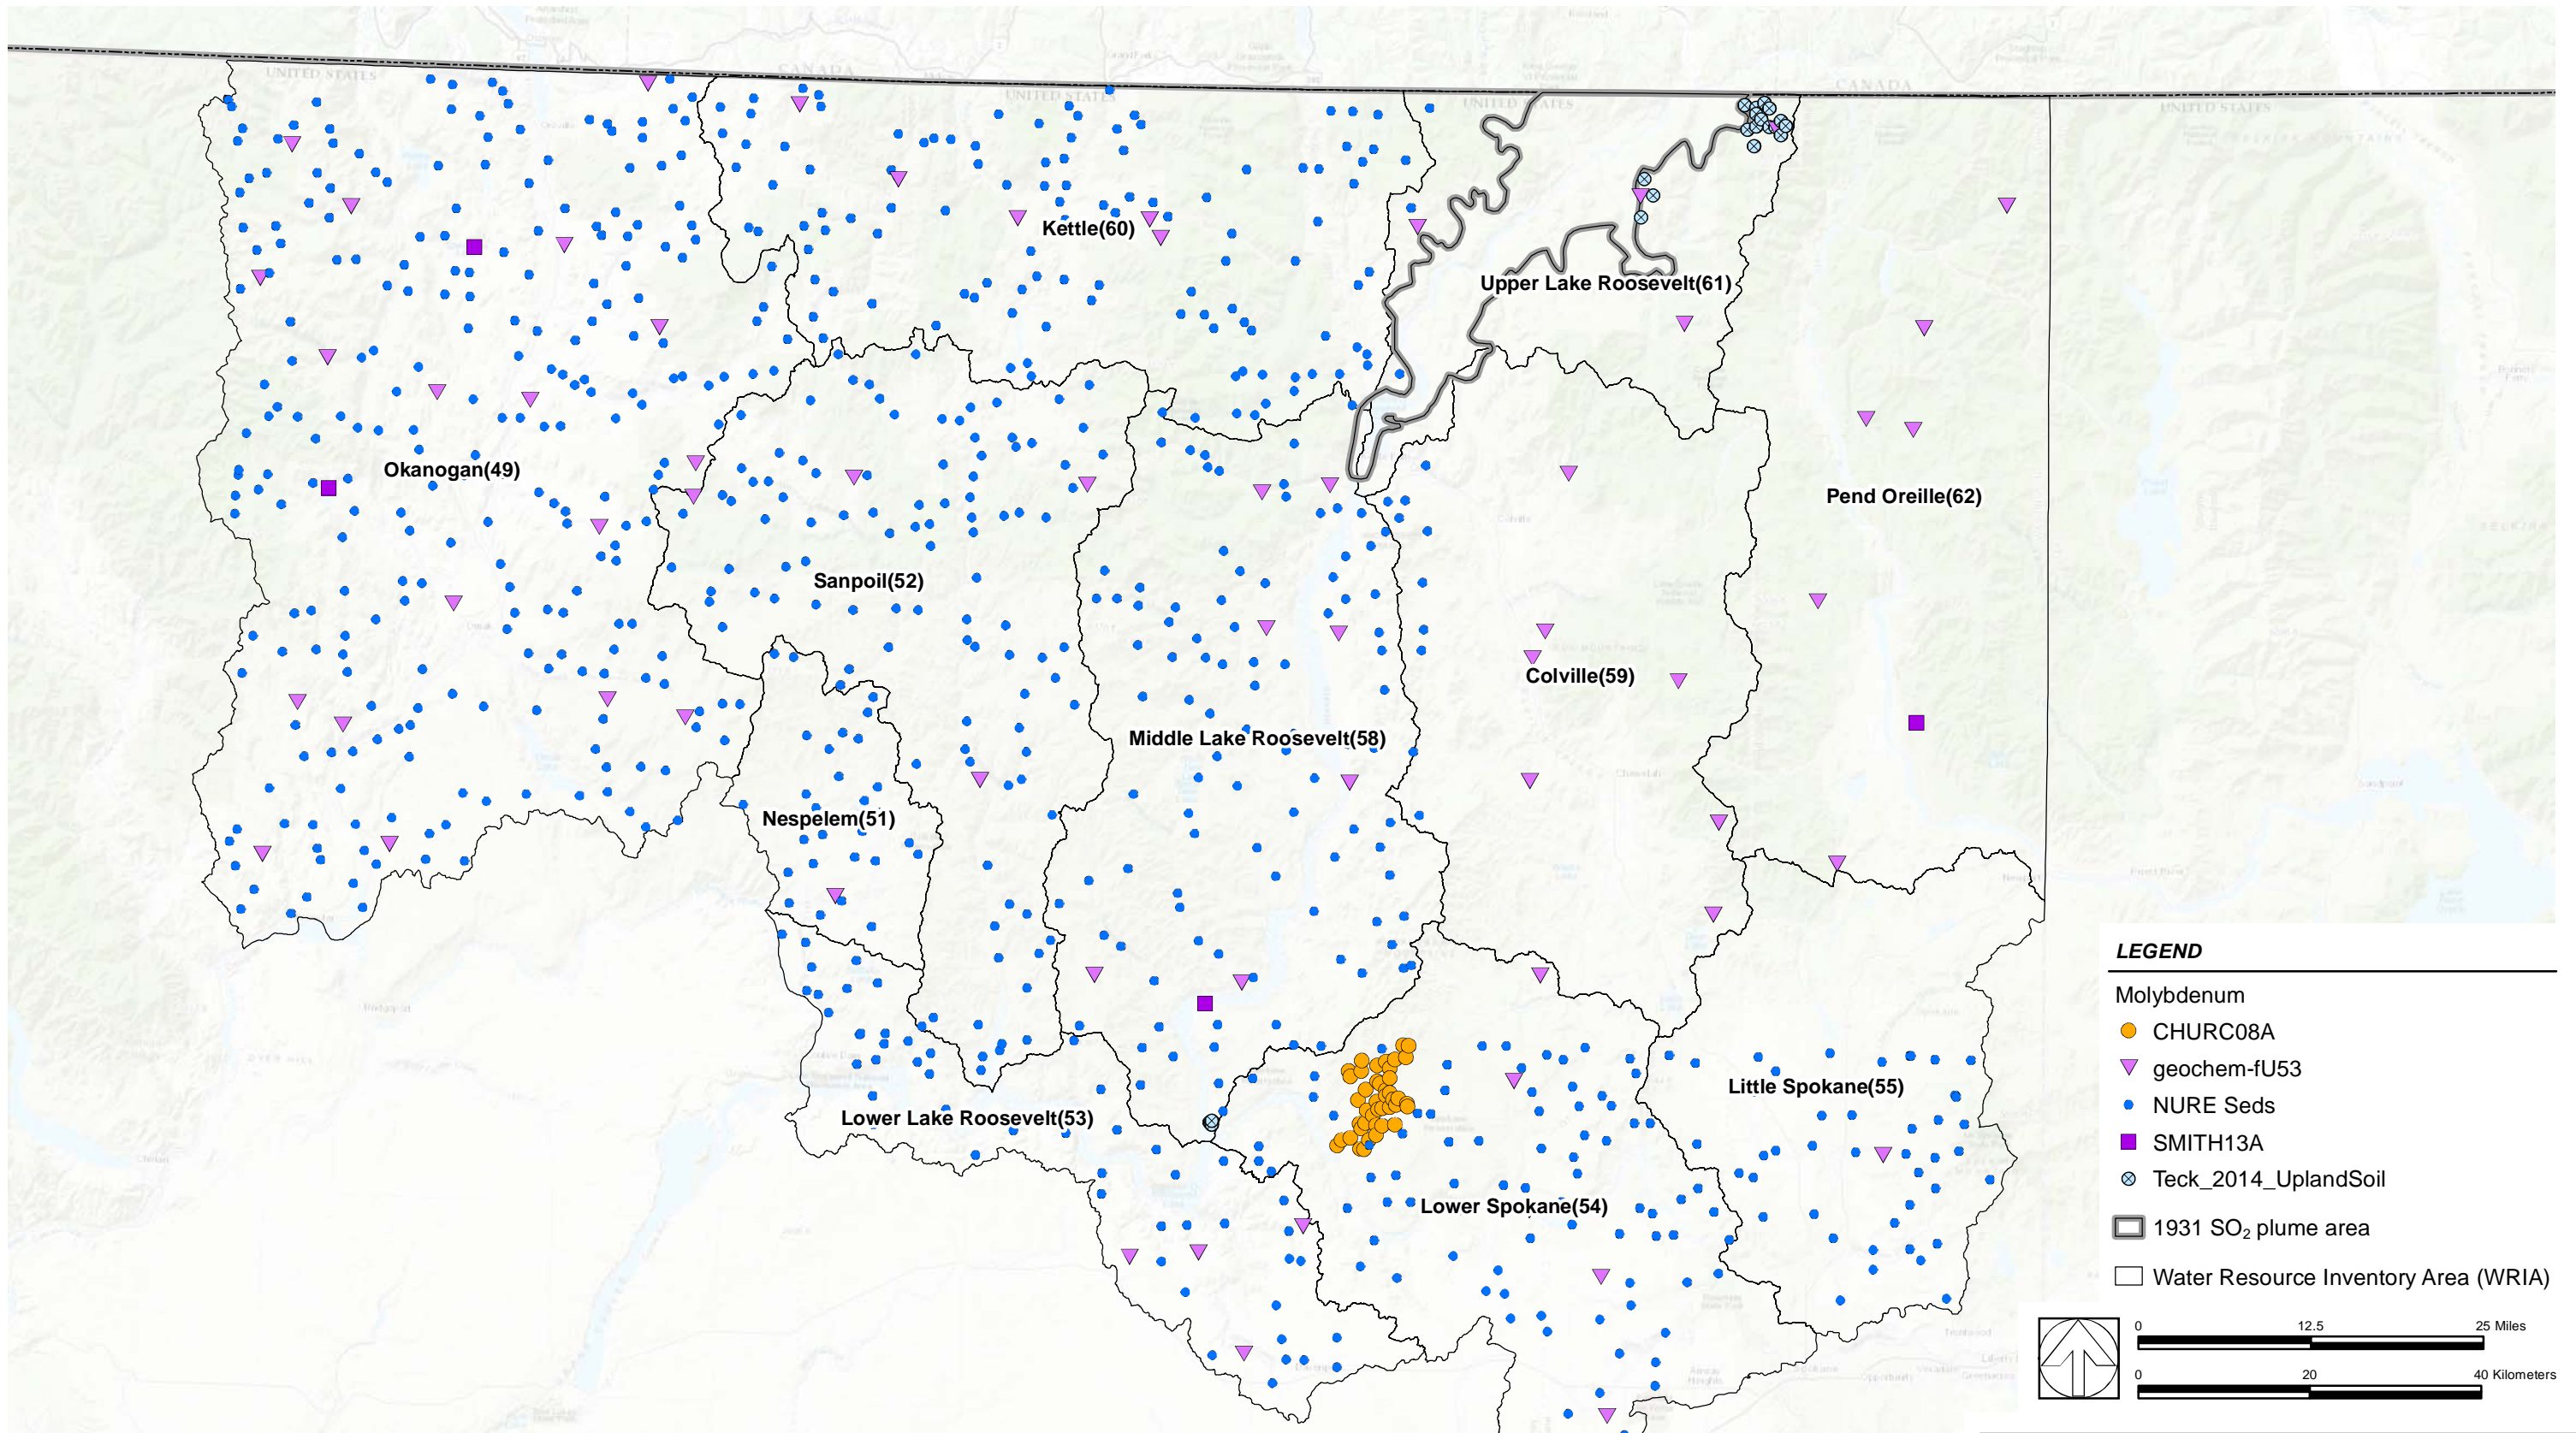 UNITED STATES
CANADA
UNITED STATES
UNITED STATES
CANADA
UNITED STATES
Kettle(60)
Upper Lake Roosevelt(61)
Okanogan(49)
Pend Oreille(62)
Sanpoil(52)
Colville(59)
Middle Lake Roosevelt(58)
Nespelem(51)
Little Spokane(55)
Lower Lake Roosevelt(53)
Lower Spokane(54)
LEGEND
Molybdenum
CHURC08A
geochem-fU53
NURE Seds
SMITH13A
Teck_2014_UplandSoil
1931 SO₂ plume area
Water Resource Inventory Area (WRIA)
0 12.5 25 Miles
0 20 40 Kilometers